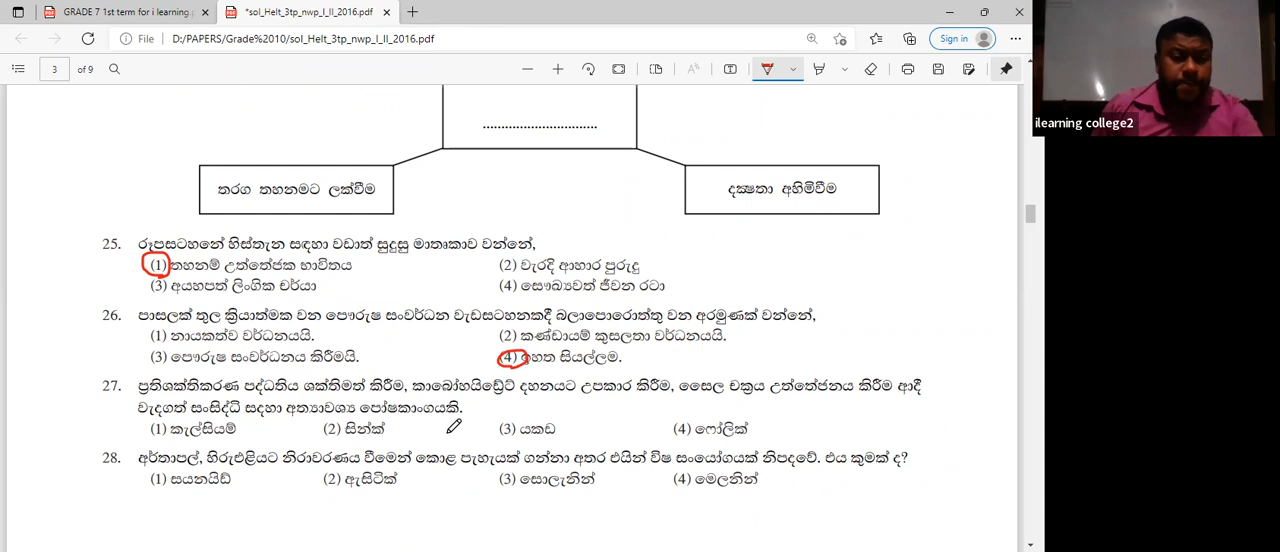 GRADE 7 1st term for i learning.p
*sol_Helt_3tp_nwp_I_II_2016.pdf
File D:/PAPERS/Grade%2010/sol_Helt_3tp_nwp_I_II_2016.pdf
Sign in
3 of 9
ilearning college2
..............................
තරග තහනමට ලක්වීම
දක්ෂතා අහිමිවීම
25. රූපසටහනේ හිස්තැන සඳහා වඩාත් සුදුසු මාතෘකාව වන්නේ,
(1) තහනම් උත්තේජක භාවිතය (2) වැරදි ආහාර පුරුදු
(3) අයහපත් ලිංගික චර්යා (4) සෞඛ්‍යවත් ජීවන රටා
26. පාසලක් තුල ක්‍රියාත්මක වන පෞරුෂ සංවර්ධන වැඩසටහනකදී බලාපොරොත්තු වන අරමුණක් වන්නේ,
(1) නායකත්ව වර්ධනයයි. (2) කණ්ඩායම් කුසලතා වර්ධනයයි.
(3) පෞරුෂ සංවර්ධනය කිරීමයි. (4) ඉහත සියල්ලම.
27. ප්‍රතිශක්තිකරණ පද්ධතිය ශක්තිමත් කිරීම, කාබෝහයිඩ්‍රේට් දහනයට උපකාර කිරීම, සෛල චක්‍රය උත්තේජනය කිරීම ආදී
වැදගත් සංසිද්ධි සදහා අත්‍යාවශ්‍ය පෝෂකාංගයකි.
(1) කැල්සියම් (2) සින්ක් (3) යකඩ (4) ෆෝලික්
28. අර්තාපල්, හිරුඑළියට නිරාවරණය වීමෙන් කොළ පැහැයක් ගන්නා අතර එයින් විෂ සංයෝගයක් නිපදවේ. එය කුමක් ද?
(1) සයනයිඩ් (2) ඇසිටික් (3) සොලැනින් (4) මෙලනින්